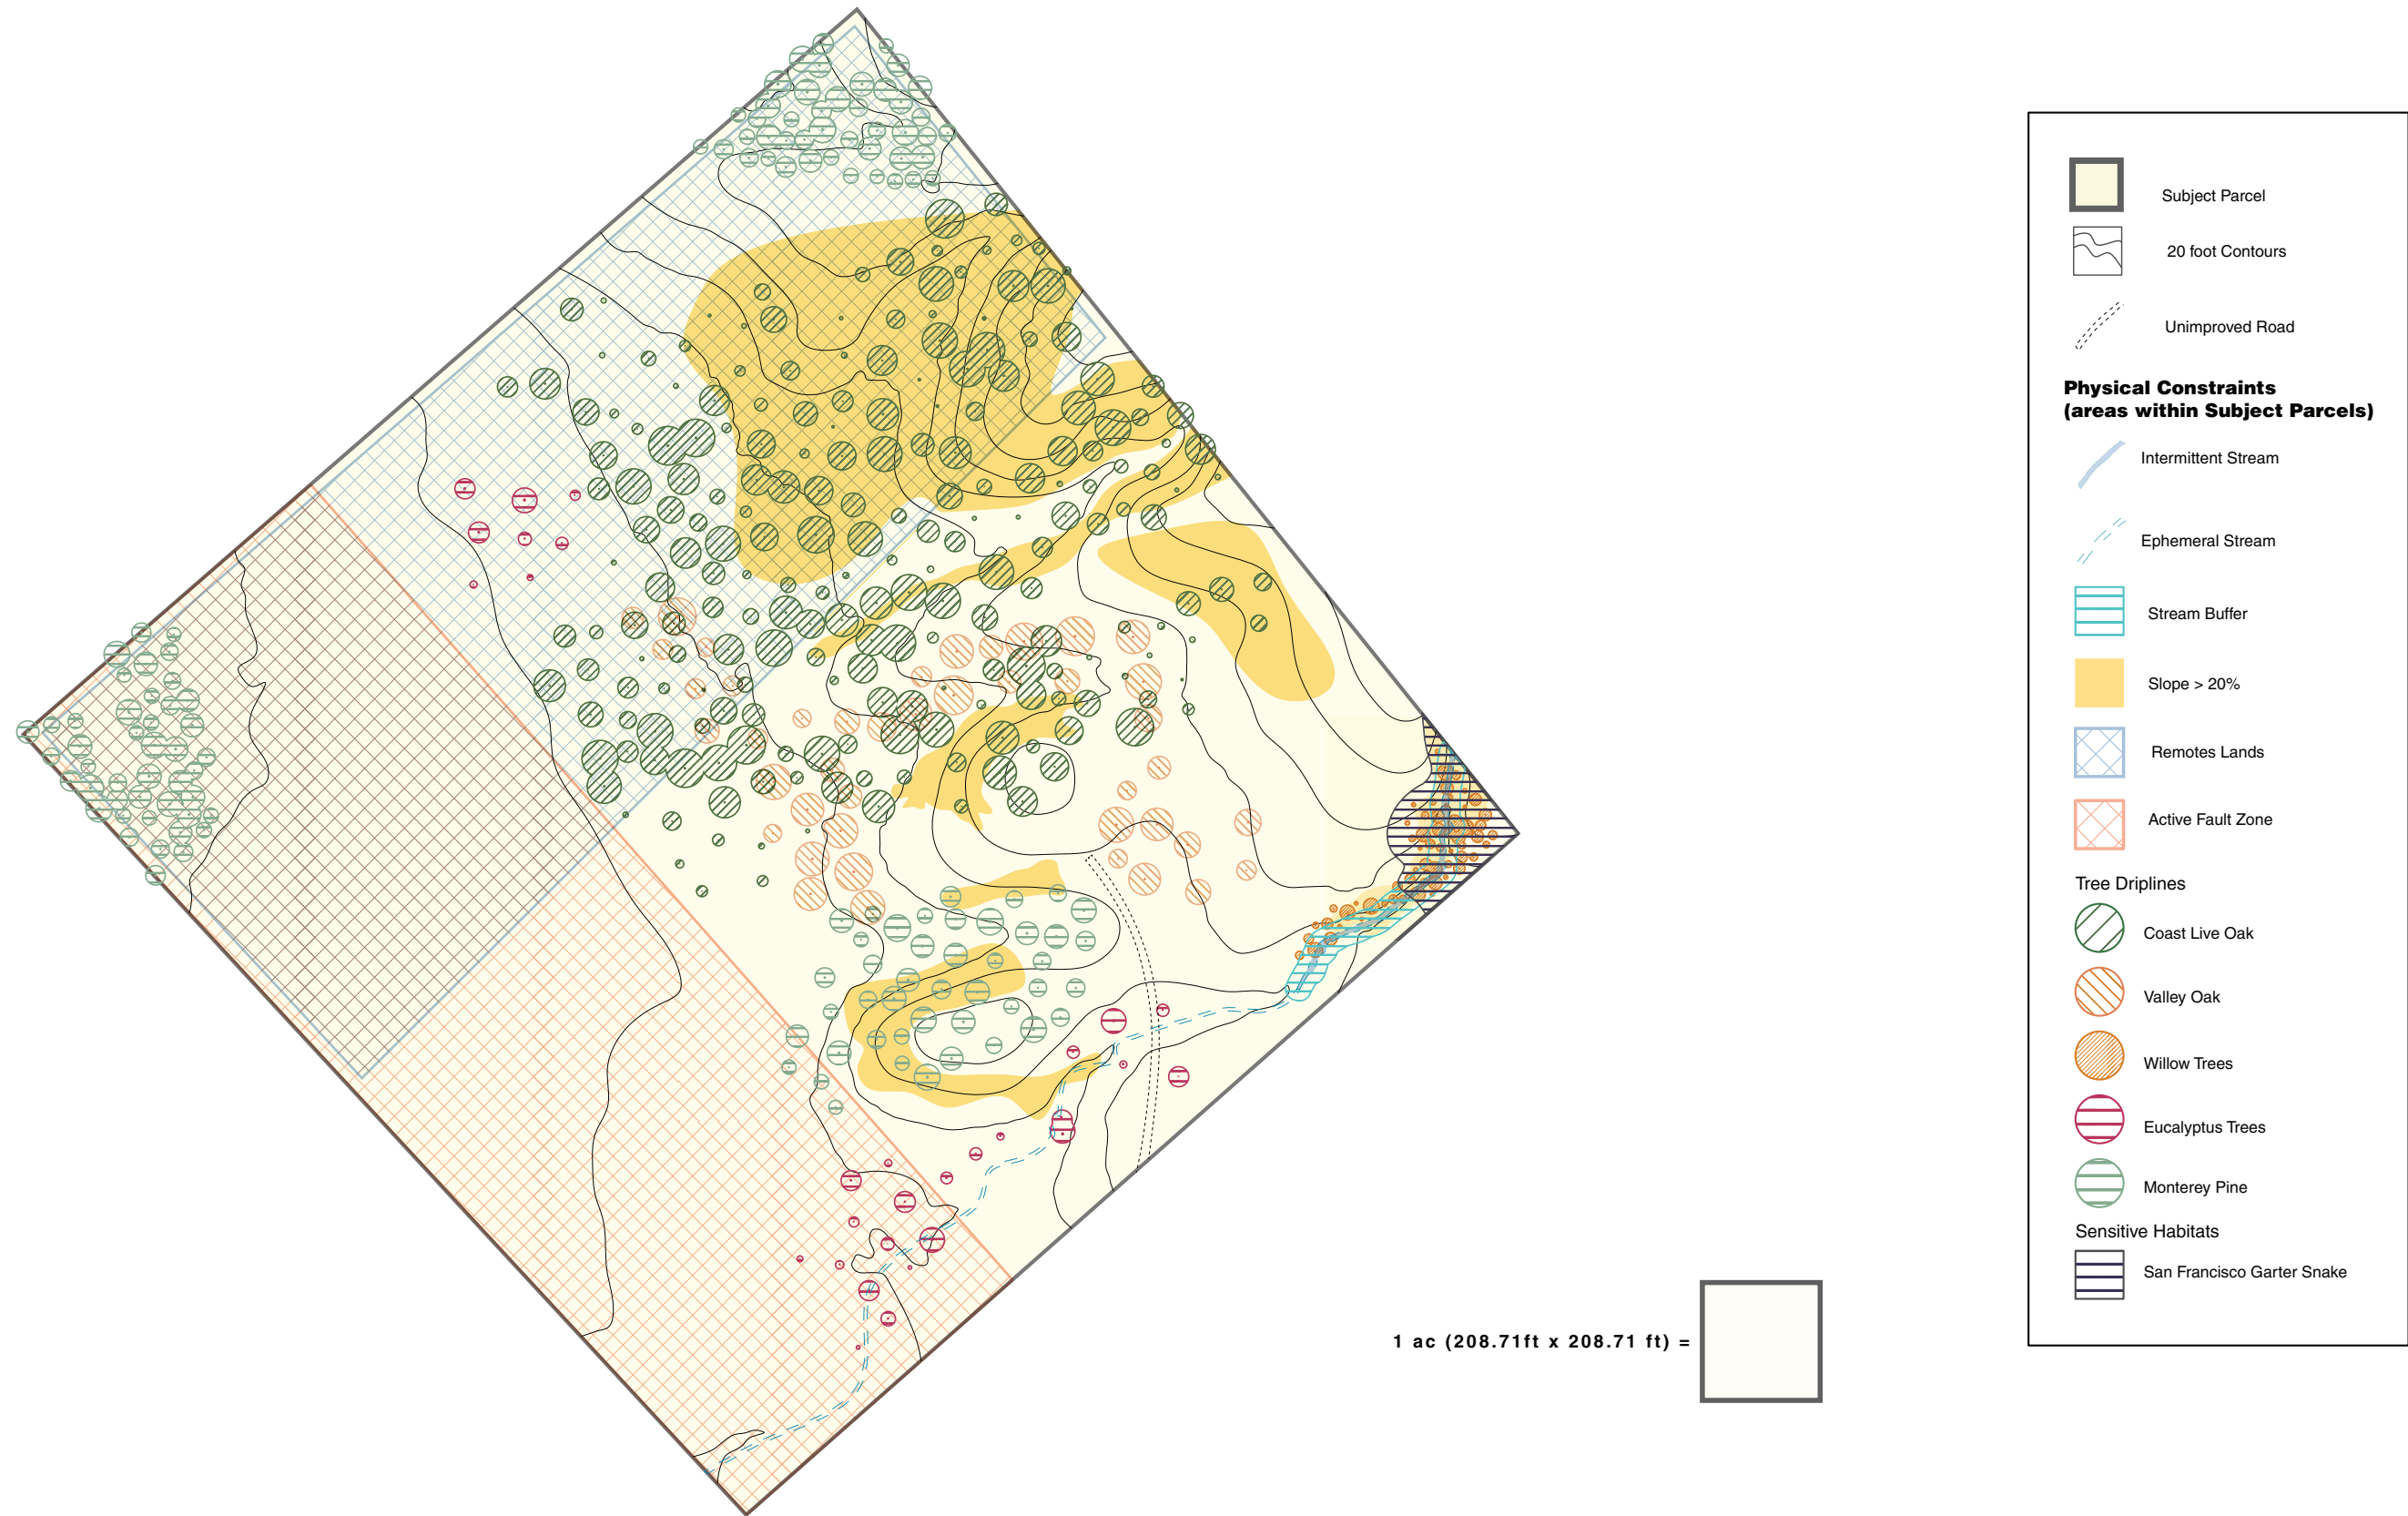 Subject Parcel
20 foot Contours
Unimproved Road
Physical Constraints
(areas within Subject Parcels)
Intermittent Stream
Ephemeral Stream
Stream Buffer
Slope > 20%
Remotes Lands
Active Fault Zone
Tree Driplines
Coast Live Oak
Valley Oak
Willow Trees
Eucalyptus Trees
Monterey Pine
Sensitive Habitats
San Francisco Garter Snake
1 ac (208.71ft x 208.71 ft) =